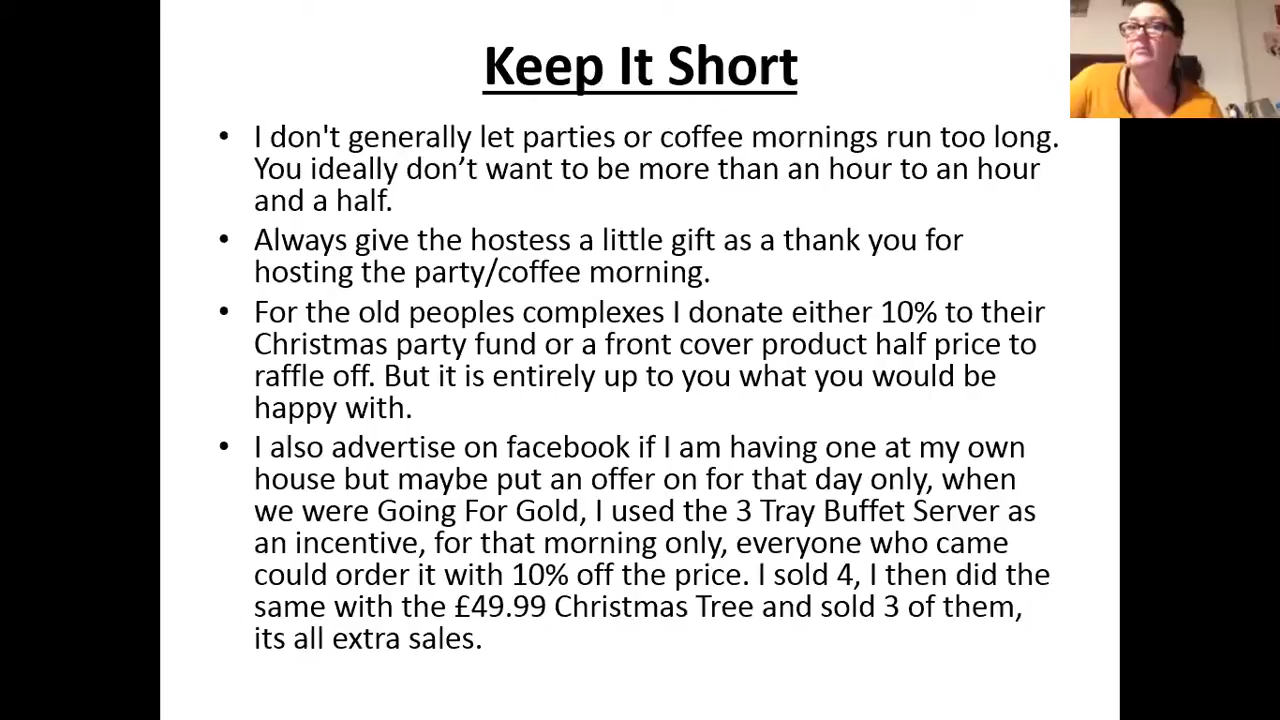 Keep It Short
• I don't generally let parties or coffee mornings run too long.
You ideally don’t want to be more than an hour to an hour
and a half.
• Always give the hostess a little gift as a thank you for
hosting the party/coffee morning.
• For the old peoples complexes I donate either 10% to their
Christmas party fund or a front cover product half price to
raffle off. But it is entirely up to you what you would be
happy with.
• I also advertise on facebook if I am having one at my own
house but maybe put an offer on for that day only, when
we were Going For Gold, I used the 3 Tray Buffet Server as
an incentive, for that morning only, everyone who came
could order it with 10% off the price. I sold 4, I then did the
same with the £49.99 Christmas Tree and sold 3 of them,
its all extra sales.